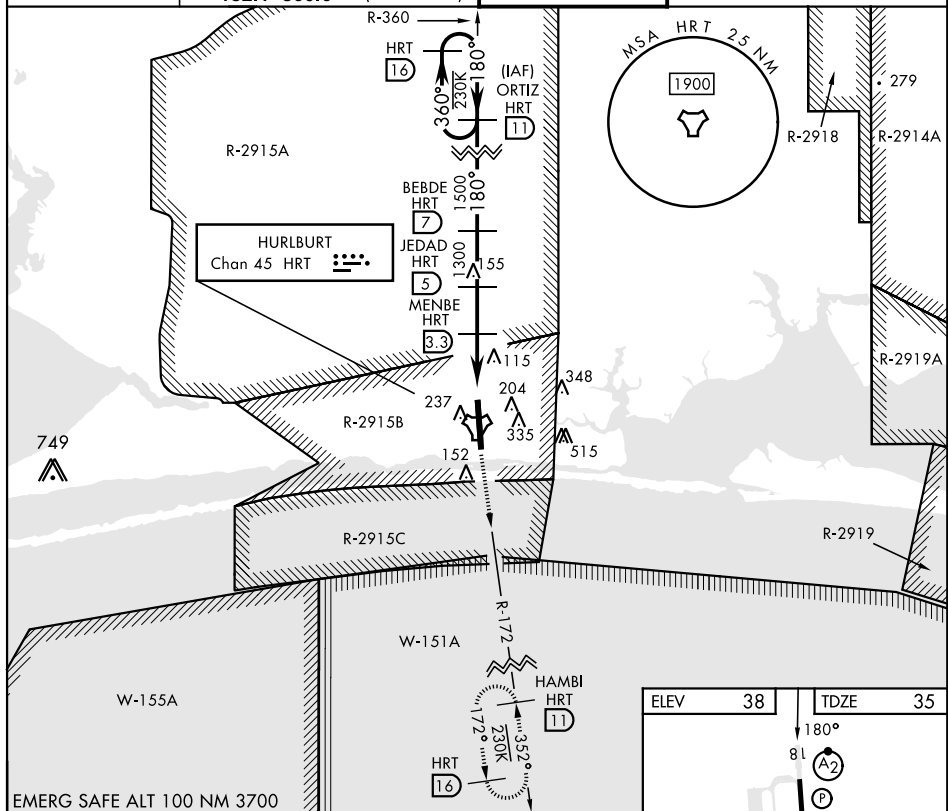 R-360
HRT
16
360°
230K
180°
(IAF)
ORTIZ
HRT
11
MSA HRT 25 NM
1900
279
R-2918
R-2914A
R-2915A
BEBDE
HRT
7
1500
180°
HURLBURT
Chan 45 HRT
JEDAD
HRT
5
1300
155
MENBE
HRT
3.3
115
R-2919A
348
204
237
R-2915B
335
515
749
152
R-2915C
R-2919
R-172
W-151A
W-155A
HAMBI
HRT
11
172°
230K
352°
HRT
16
ELEV 38
TDZE 35
180°
18
A2
P
EMERG SAFE ALT 100 NM 3700